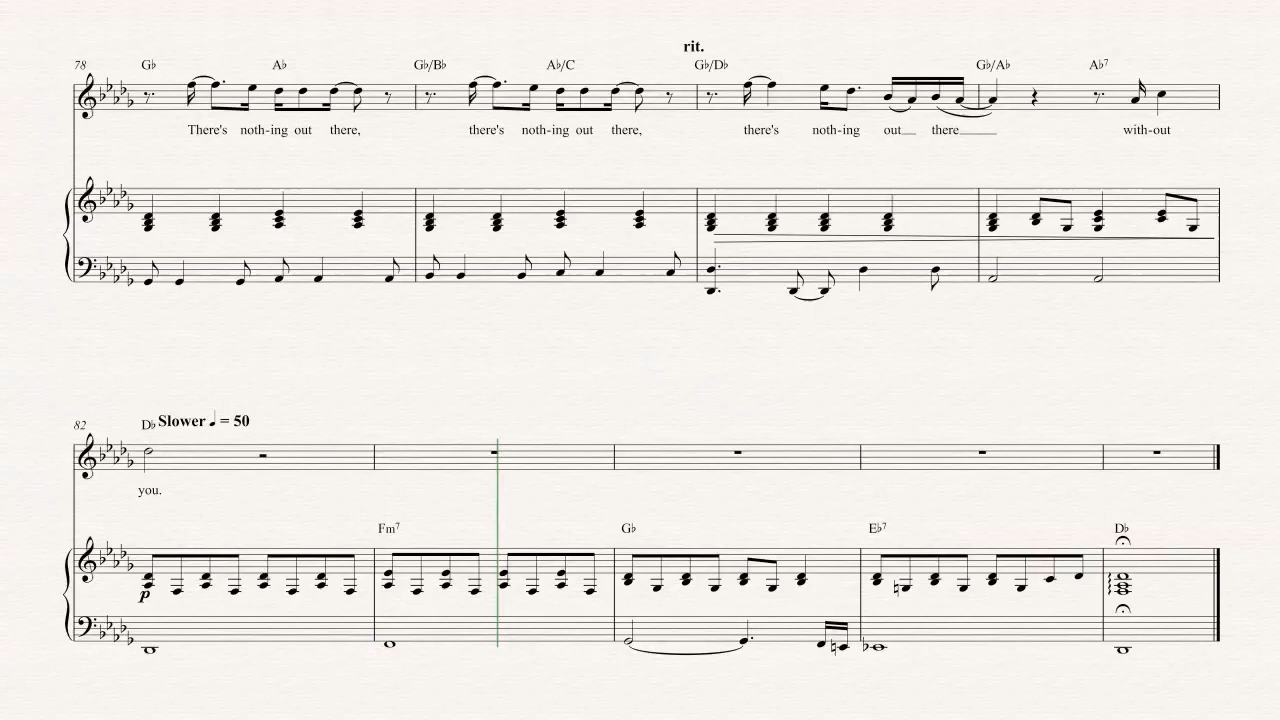 rit.
78 G♭ A♭ G♭/B♭ A♭/C G♭/D♭ G♭/A♭ A♭7
There's noth-ing out there, there's noth-ing out there, there's noth-ing out there with-out
82 D♭ Slower ♩ = 50
you.
Fm7 G♭ E♭7 D♭
p